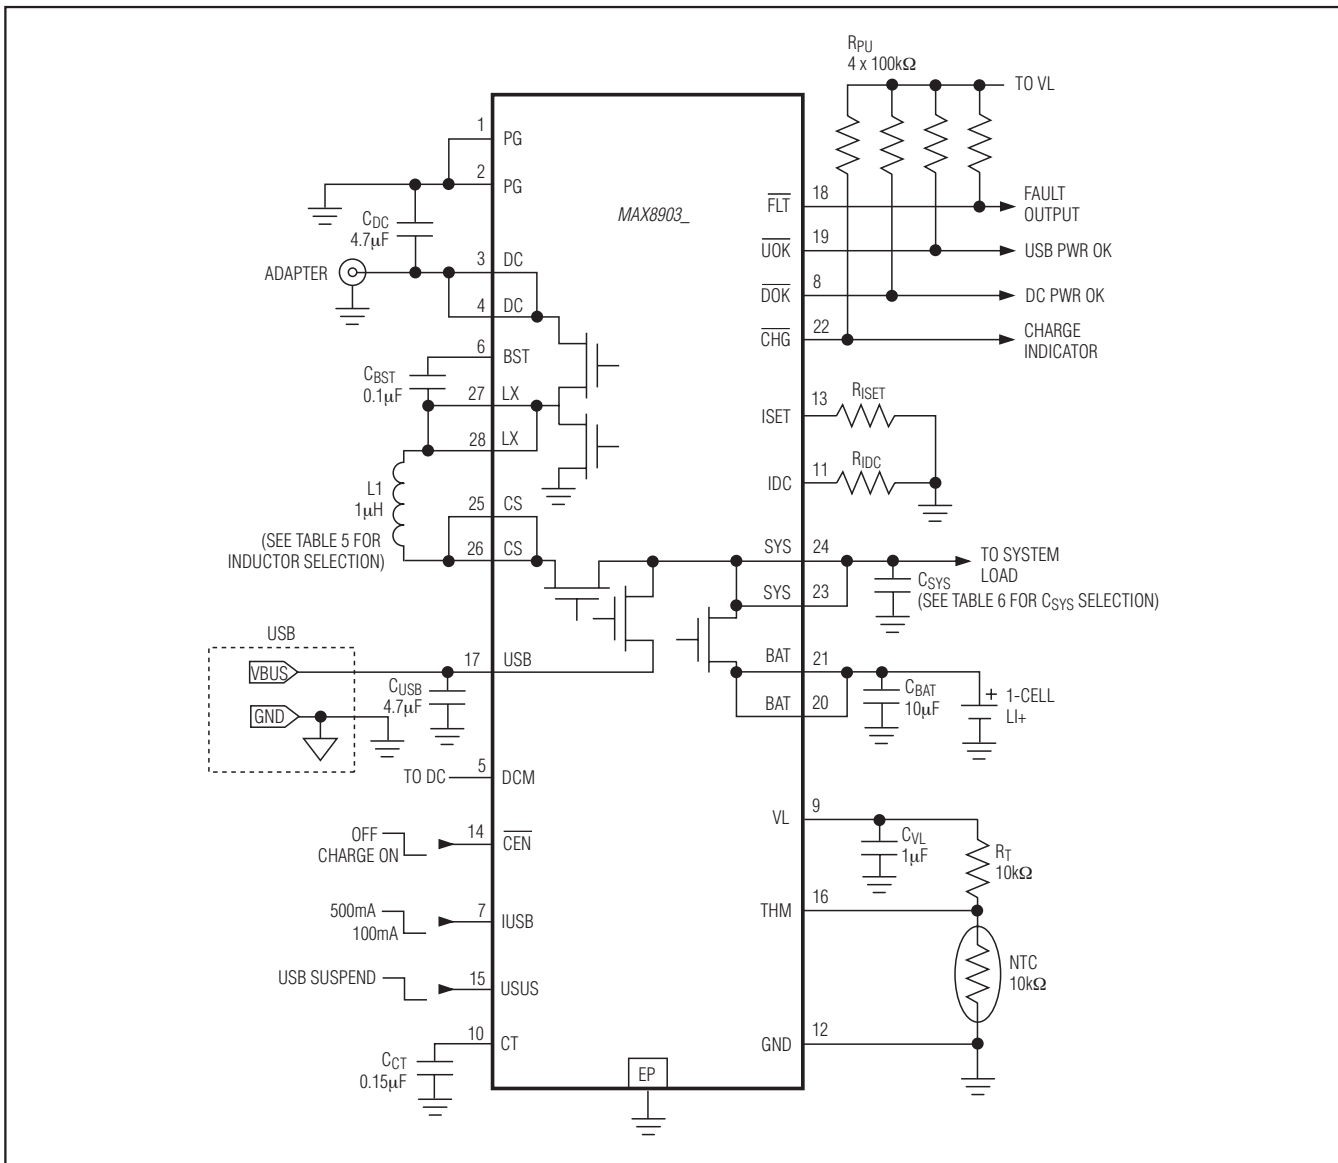 RPU
4 x 100kΩ
TO VL
1
PG
2
PG
CDC
4.7µF
ADAPTER
3
DC
4
DC
6
BST
CBST
0.1µF
27
LX
28
LX
L1
1µH
(SEE TABLE 5 FOR
INDUCTOR SELECTION)
25
CS
26
CS
USB
VBUS
GND
17
USB
CUSB
4.7µF
TO DC
5
DCM
OFF
CHARGE ON
14
CEN
500mA
100mA
7
IUSB
USB SUSPEND
15
USUS
10
CT
CCT
0.15µF
MAX8903_
EP
FLT
18
FAULT
OUTPUT
UOK
19
USB PWR OK
DOK
8
DC PWR OK
CHG
22
CHARGE
INDICATOR
ISET
13
RISET
IDC
11
RIDC
SYS
24
TO SYSTEM
LOAD
SYS
23
CSYS
(SEE TABLE 6 FOR CSYS SELECTION)
BAT
21
BAT
20
CBAT
10µF
+
1-CELL
LI+
VL
9
CVL
1µF
RT
10kΩ
THM
16
NTC
10kΩ
GND
12